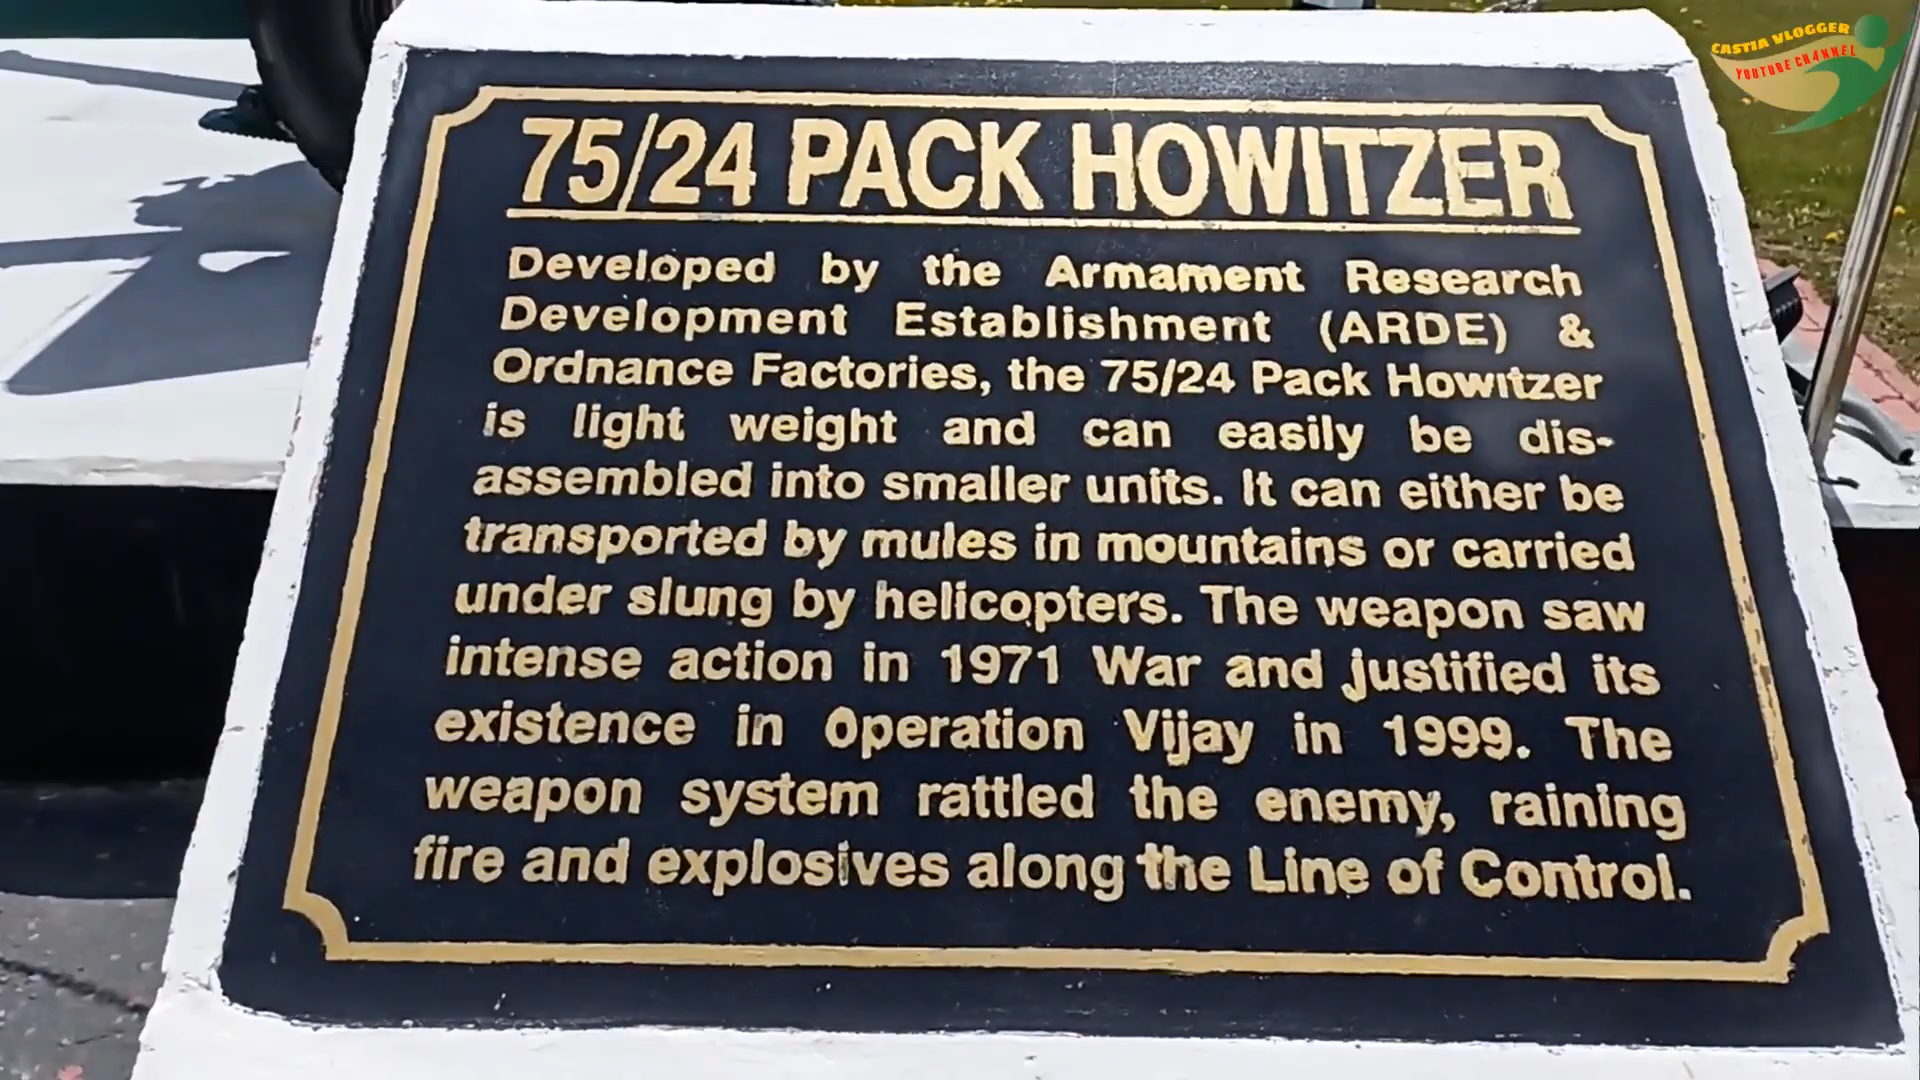 CASTIA VLOGGER
YOUTUBE CHANNEL
75/24 PACK HOWITZER
Developed by the Armament Research
Development Establishment (ARDE) &
Ordnance Factories, the 75/24 Pack Howitzer
is light weight and can easily be dis-
assembled into smaller units. It can either be
transported by mules in mountains or carried
under slung by helicopters. The weapon saw
intense action in 1971 War and justified its
existence in Operation Vijay in 1999. The
weapon system rattled the enemy, raining
fire and explosives along the Line of Control.